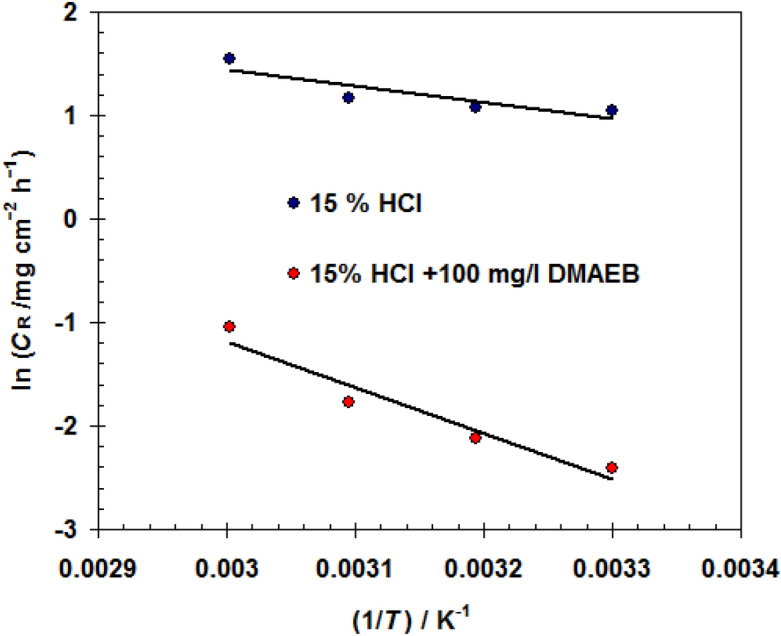 2
1
0
-1
-2
-3
ln (CR /mg cm⁻² h⁻¹)
15 % HCl
15% HCl +100 mg/l DMAEB
0.0029 0.003 0.0031 0.0032 0.0033 0.0034
(1/T) / K⁻¹